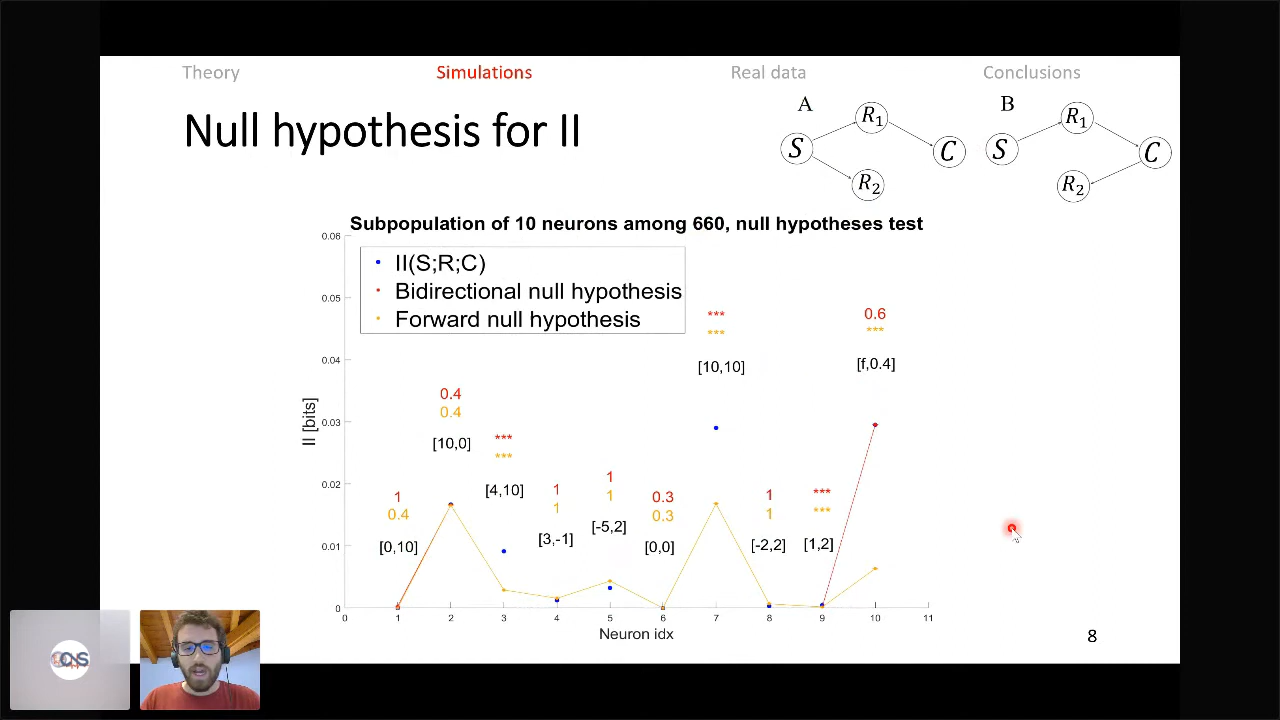 Theory Simulations Real data Conclusions
Null hypothesis for II
A
S R1 C R2
B
S R1 C R2
Subpopulation of 10 neurons among 660, null hypotheses test
II(S;R;C)
Bidirectional null hypothesis
Forward null hypothesis
II [bits]
0.06
0.05
0.04
0.03
0.02
0.01
0
1
0.4
[0,10]
0.4
0.4
[10,0]
***
***
[4,10]
1
1
[3,-1]
1
1
[-5,2]
0.3
0.3
[0,0]
***
***
[10,10]
1
1
[-2,2]
***
***
[1,2]
0.6
***
[f,0.4]
0 1 2 3 4 5 6 7 8 9 10 11
Neuron idx
8